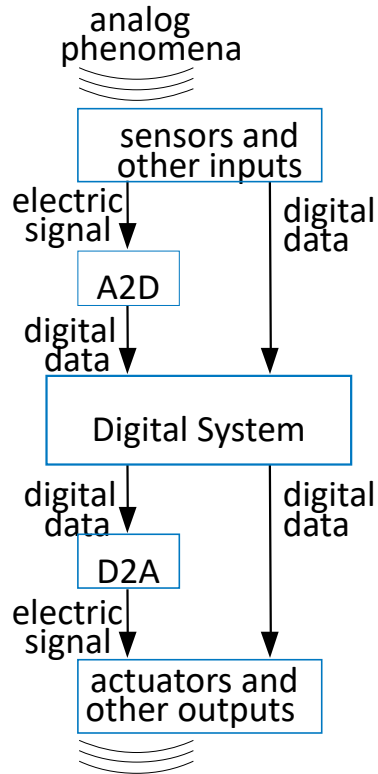 analog
phenomena
sensors and
other inputs
electric
signal
digital
data
A2D
digital
data
Digital System
digital
data
digital
data
D2A
electric
signal
actuators and
other outputs